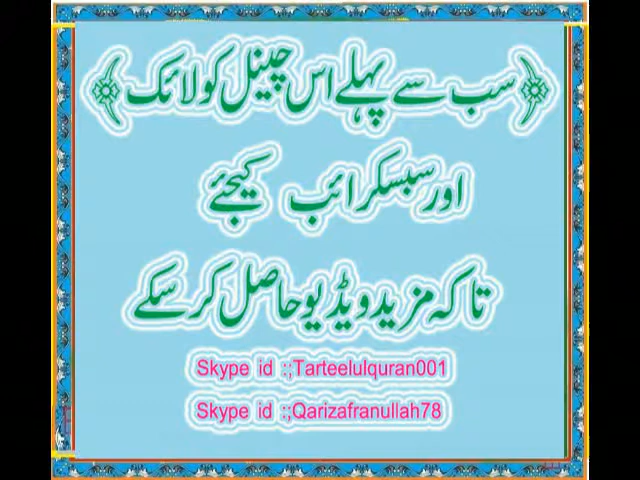 ﴿سب سے پہلے اس چینل کو لائک﴾
اور سبسکرائب کیجئے
تاکہ مزید ویڈیو حاصل کر سکے
Skype id :;Tarteelulquran001
Skype id :;Qarizafranullah78